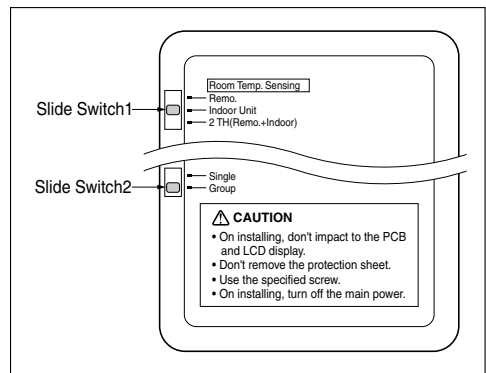 Room Temp. Sensing
Remo.
Slide Switch1
Indoor Unit
2 TH(Remo.+Indoor)
Single
Slide Switch2
Group
⚠ CAUTION
• On installing, don't impact to the PCB
and LCD display.
• Don't remove the protection sheet.
• Use the specified screw.
• On installing, turn off the main power.